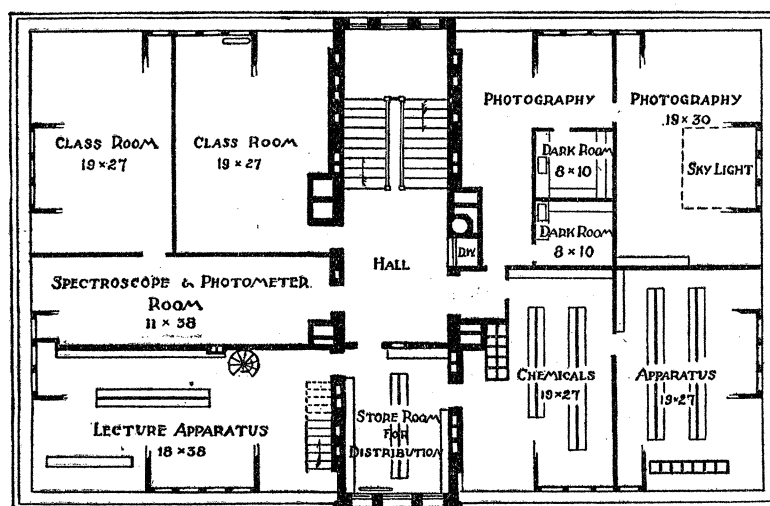 CLASS ROOM
19×27
CLASS ROOM
19×27
PHOTOGRAPHY
PHOTOGRAPHY
19×30
DARK ROOM
8×10
SKY LIGHT
DARK ROOM
8×10
D.W.
HALL
SPECTROSCOPE & PHOTOMETER
ROOM
11×38
LECTURE APPARATUS
18×38
STORE ROOM
FOR
DISTRIBUTION
CHEMICALS
19×27
APPARATUS
19×27